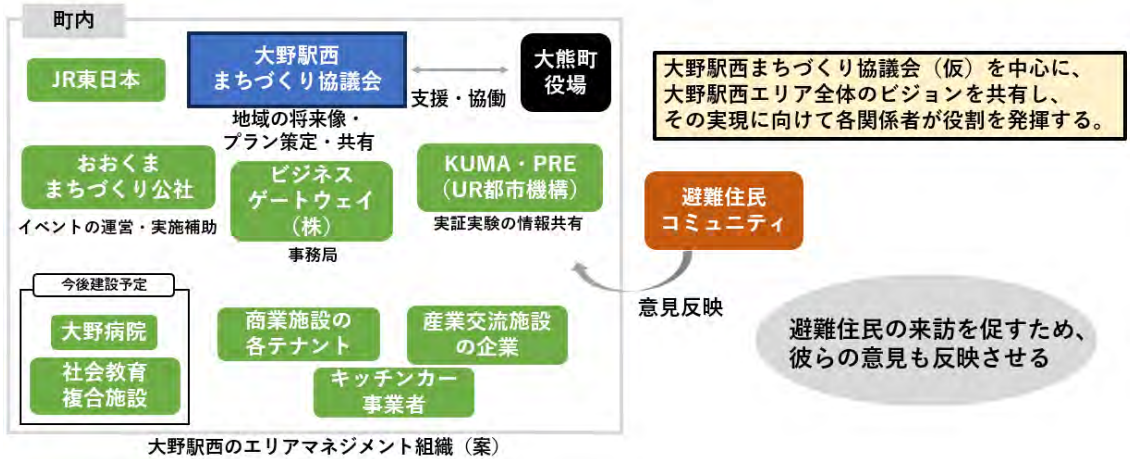 町内
JR東日本
大野駅西
まちづくり協議会
地域の将来像・
プラン策定・共有
支援・協働
大熊町
役場
大野駅西まちづくり協議会（仮）を中心に、
大野駅西エリア全体のビジョンを共有し、
その実現に向けて各関係者が役割を発揮する。
おおくま
まちづくり公社
イベントの運営・実施補助
ビジネス
ゲートウェイ
（株）
事務局
KUMA・PRE
（UR都市機構）
実証実験の情報共有
避難住民
コミュニティ
意見反映
今後建設予定
大野病院
社会教育
複合施設
商業施設の
各テナント
産業交流施設
の企業
キッチンカー
事業者
避難住民の来訪を促すため、
彼らの意見も反映させる
大野駅西のエリアマネジメント組織（案）